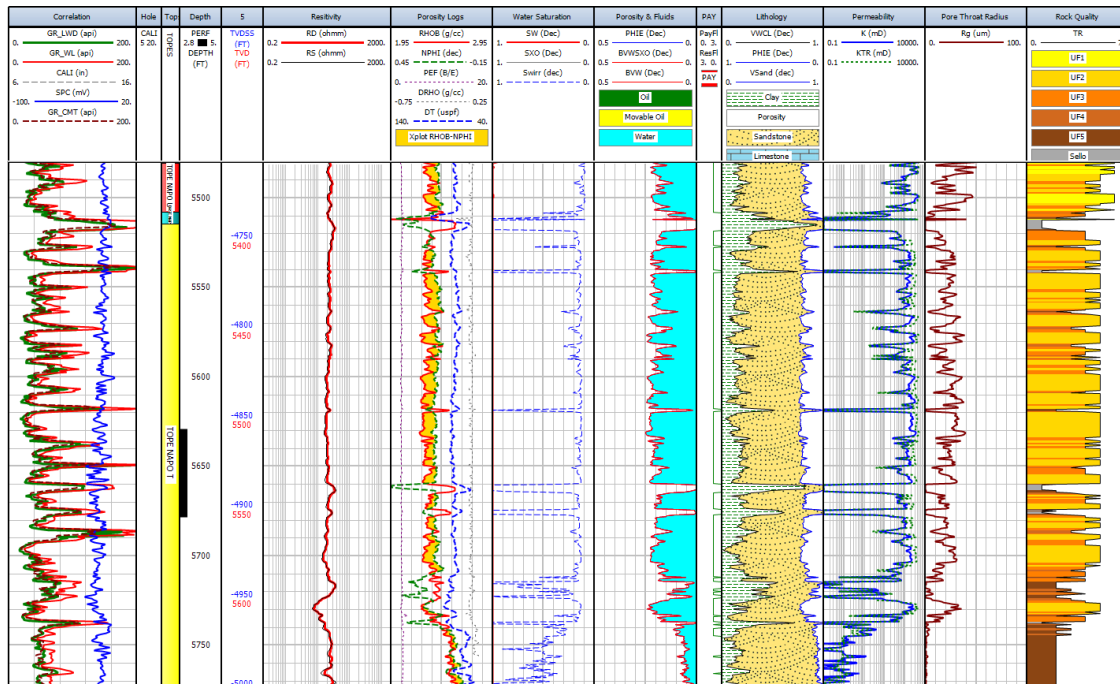 Correlation Hole Tops Depth 5 Resitivity Porosity Logs Water Saturation Porosity & Fluids PAY Lithology Permeability Pore Throat Radius Rock Quality
GR_LWD (api)
0. 200.
GR_WL (api)
0. 200.
CALI (in)
6. 16.
SPC (mV)
-100. 20.
GR_CMT (api)
0. 200.
CALI
5 20.
TOPES
PERF
2.8 5.
DEPTH
(FT)
TVDSS
(FT)
TVD
(FT)
RD (ohmm)
0.2 2000.
RS (ohmm)
0.2 2000.
RHOB (g/cc)
1.95 2.95
NPHI (dec)
0.45 -0.15
PEF (B/E)
0. 20.
DRHO (g/cc)
-0.75 0.25
DT (uspf)
140. 40.
Xplot RHOB-NPHI
SW (Dec)
1. 0.
SXO (Dec)
1. 0.
Swirr (dec)
1. 0.
PHIE (Dec)
0.5 0.
BVWSXO (Dec)
0.5 0.
BVW (Dec)
0.5 0.
Oil
Movable Oil
Water
PayFl
0. 3.
ResFl
3. 0.
PAY
VWCL (Dec)
0. 1.
PHIE (Dec)
1. 0.
VSand (dec)
0. 1.
Clay
Porosity
Sandstone
Limestone
K (mD)
0.1 10000.
KTR (mD)
0.1 10000.
Rg (um)
0. 100.
TR
UF1
UF2
UF3
UF4
UF5
Sello
TOPE NAPO
TOPE NAPO T
5500
5550
5600
5650
5700
5750
-4750
5400
-4800
5450
-4850
5500
-4900
5550
-4950
5600
-5000